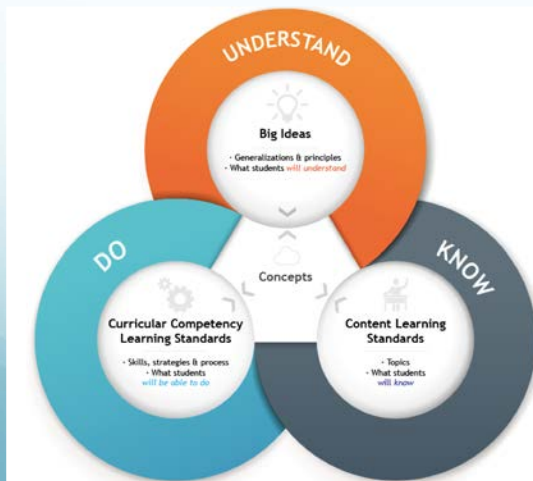 UNDERSTAND
Big Ideas
· Generalizations & principles
· What students will understand
Concepts
DO
Curricular Competency
Learning Standards
· Skills, strategies & process
· What students
will be able to do
KNOW
Content Learning
Standards
· Topics
· What students
will know